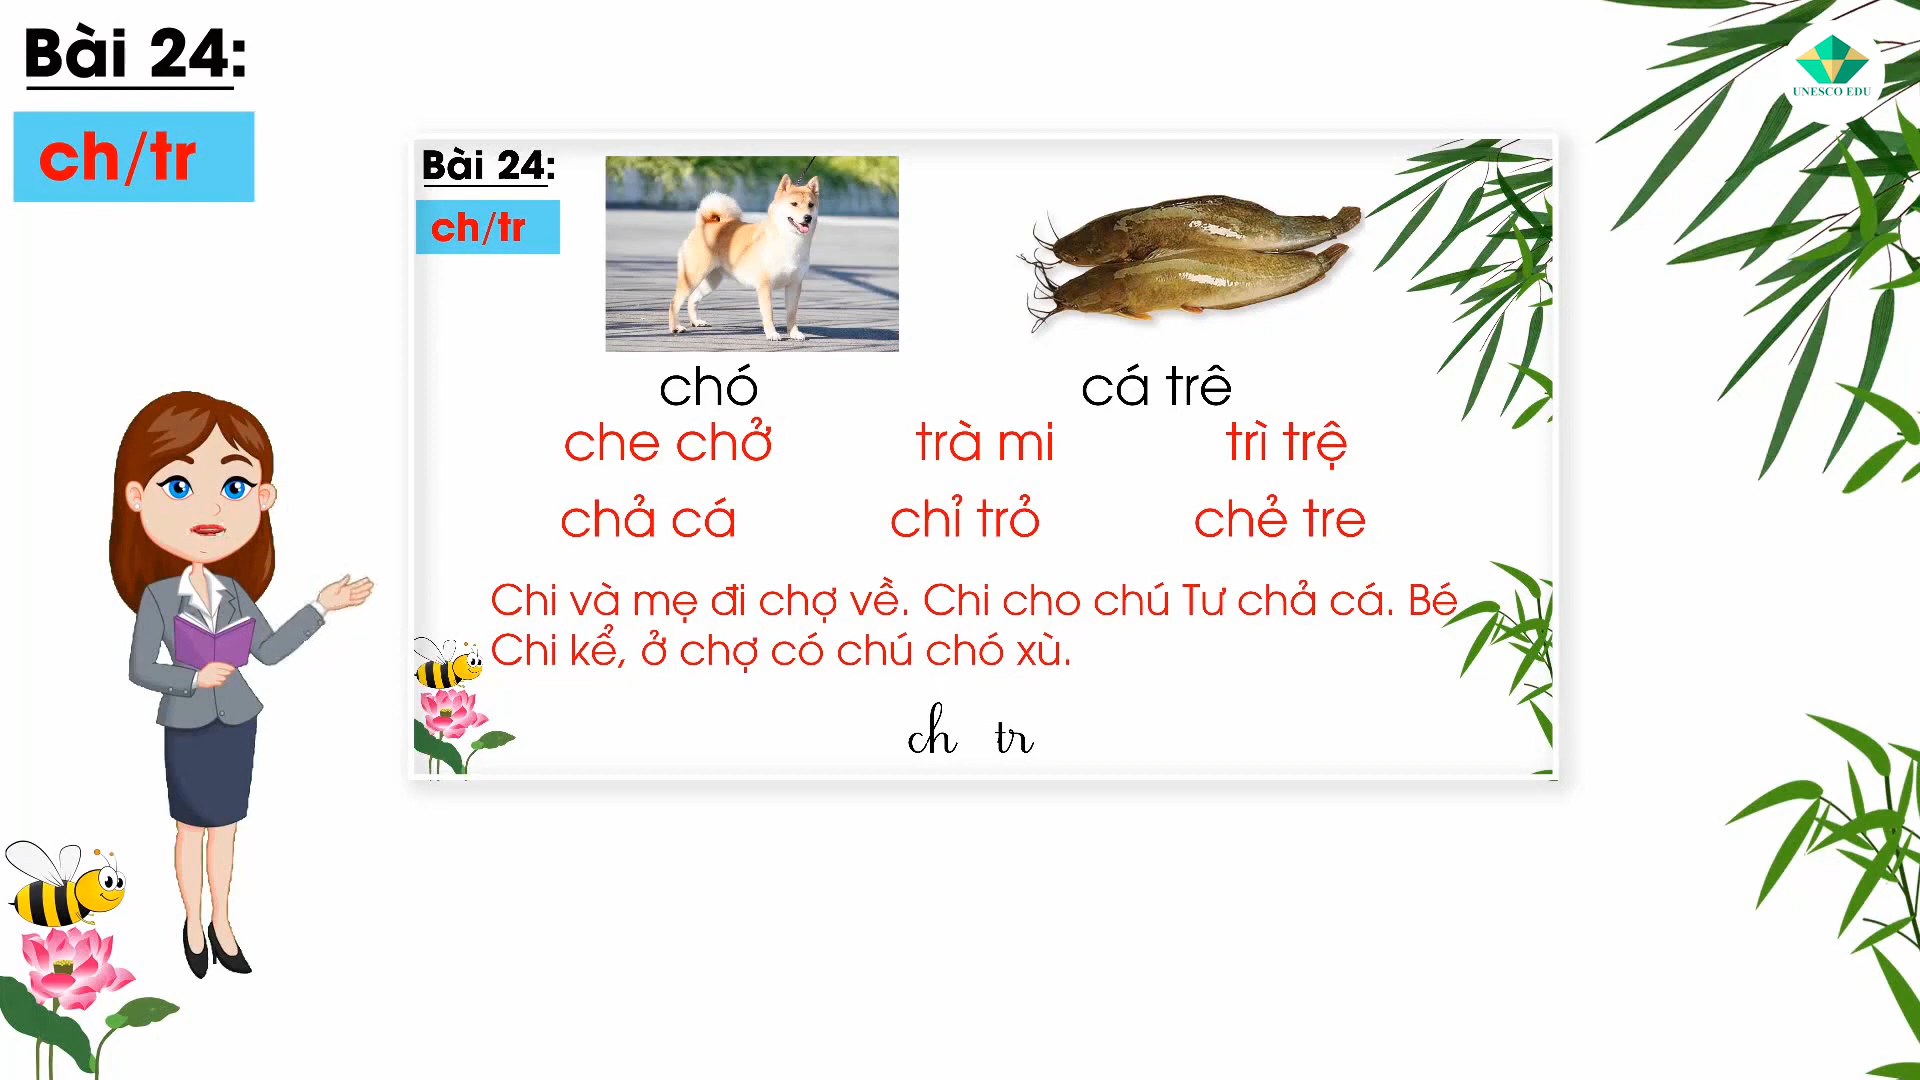 Bài 24:
ch/tr
UNESCO EDU
Bài 24:
ch/tr
chó cá trê
che chở trà mi trì trệ
chả cá chỉ trỏ chẻ tre
Chi và mẹ đi chợ về. Chi cho chú Tư chả cá. Bé
Chi kể, ở chợ có chú chó xù.
ch tr